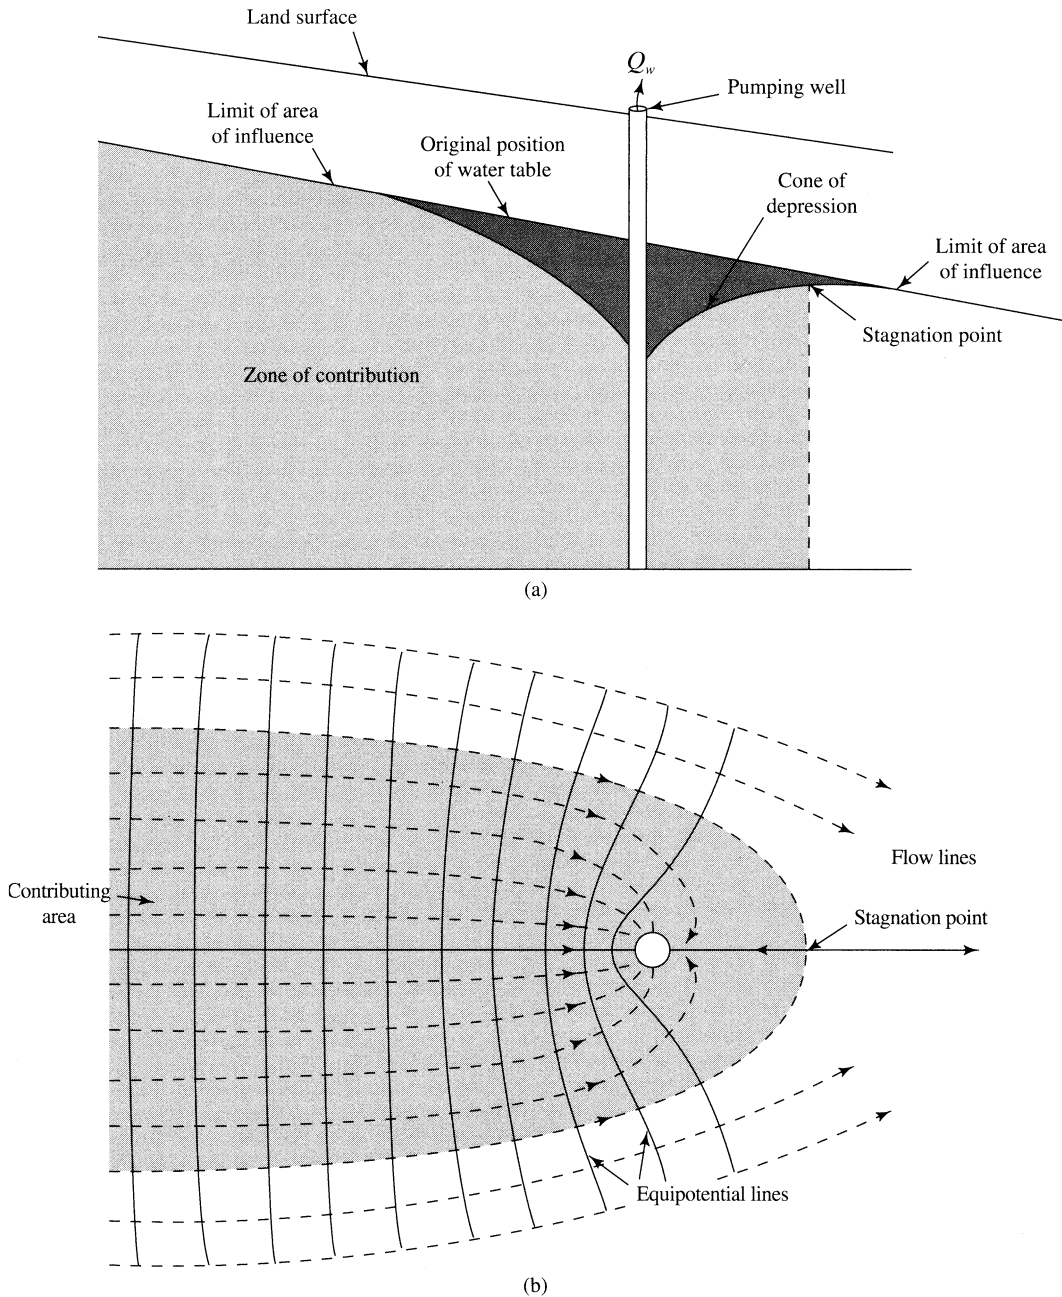 Land surface
Q_w
Pumping well
Limit of area
of influence
Original position
of water table
Cone of
depression
Limit of area
of influence
Stagnation point
Zone of contribution
(a)
Flow lines
Contributing
area
Stagnation point
Equipotential lines
(b)